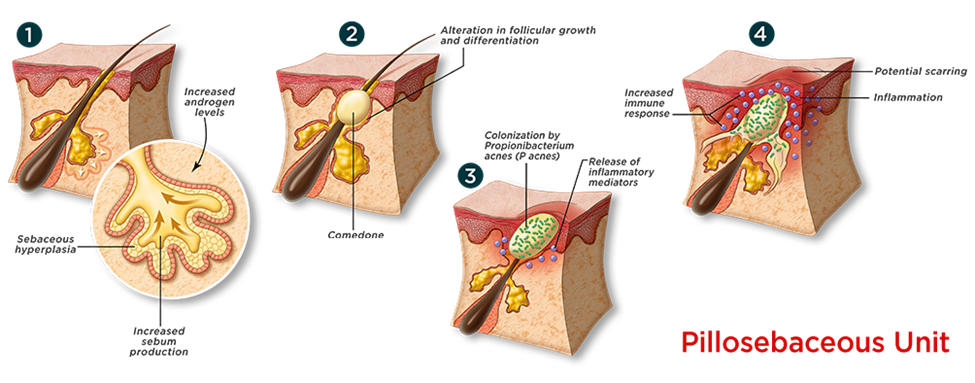 1
Increased
androgen
levels
Sebaceous
hyperplasia
Increased
sebum
production
2
Alteration in follicular growth
and differentiation
Comedone
3
Colonization by
Propionibacterium
acnes (P acnes)
Release of
inflammatory
mediators
4
Increased
immune
response
Potential scarring
Inflammation
Pillosebaceous Unit